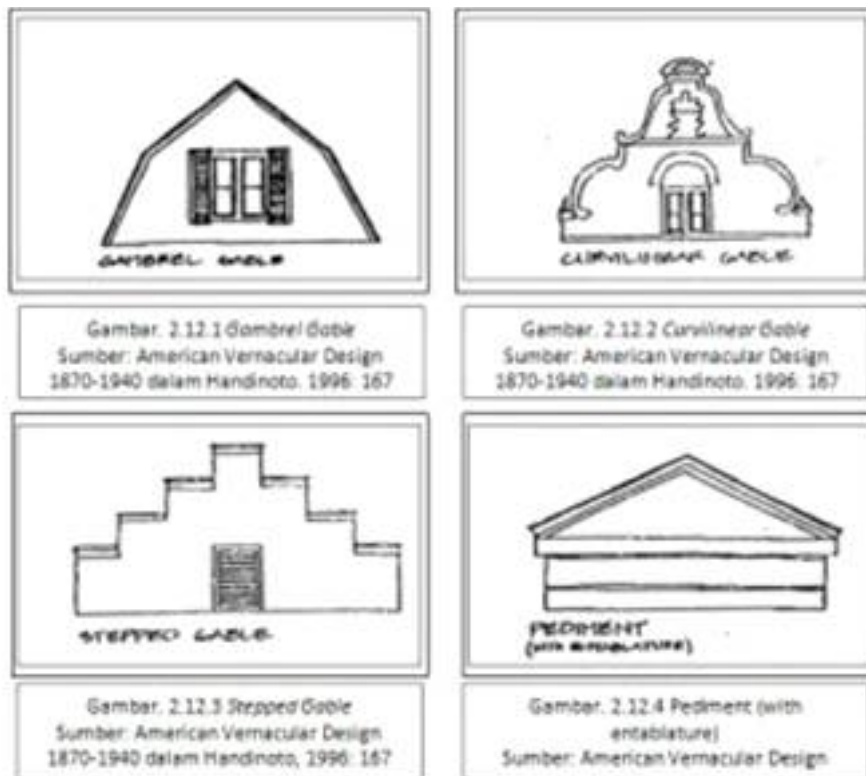 GAMBREL GABLE
CURVILINEAR GABLE
Gambar. 2.12.1 Gambrel Gable
Sumber: American Vernacular Design
1870-1940 dalam Handinoto. 1996: 167
Gambar. 2.12.2 Curvilinear Gable
Sumber: American Vernacular Design
1870-1940 dalam Handinoto. 1996: 167
STEPPED GABLE
PEDIMENT
(WITH ENTABLATURE)
Gambar. 2.12.3 Stepped Gable
Sumber: American Vernacular Design
1870-1940 dalam Handinoto, 1996: 167
Gambar. 2.12.4 Pediment (with
entablature)
Sumber: American Vernacular Design